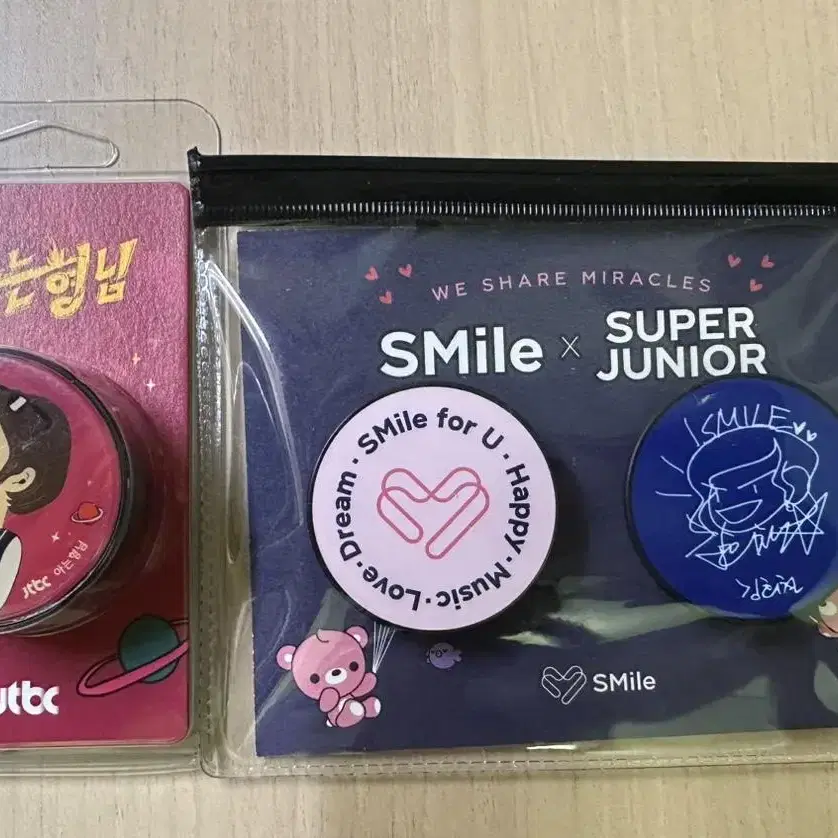 는형님
jtbc 아는형님
jtbc
WE SHARE MIRACLES
SMile x SUPER JUNIOR
SMile for U · Happy · Music · Love · Dream ·
SMILE
SMile